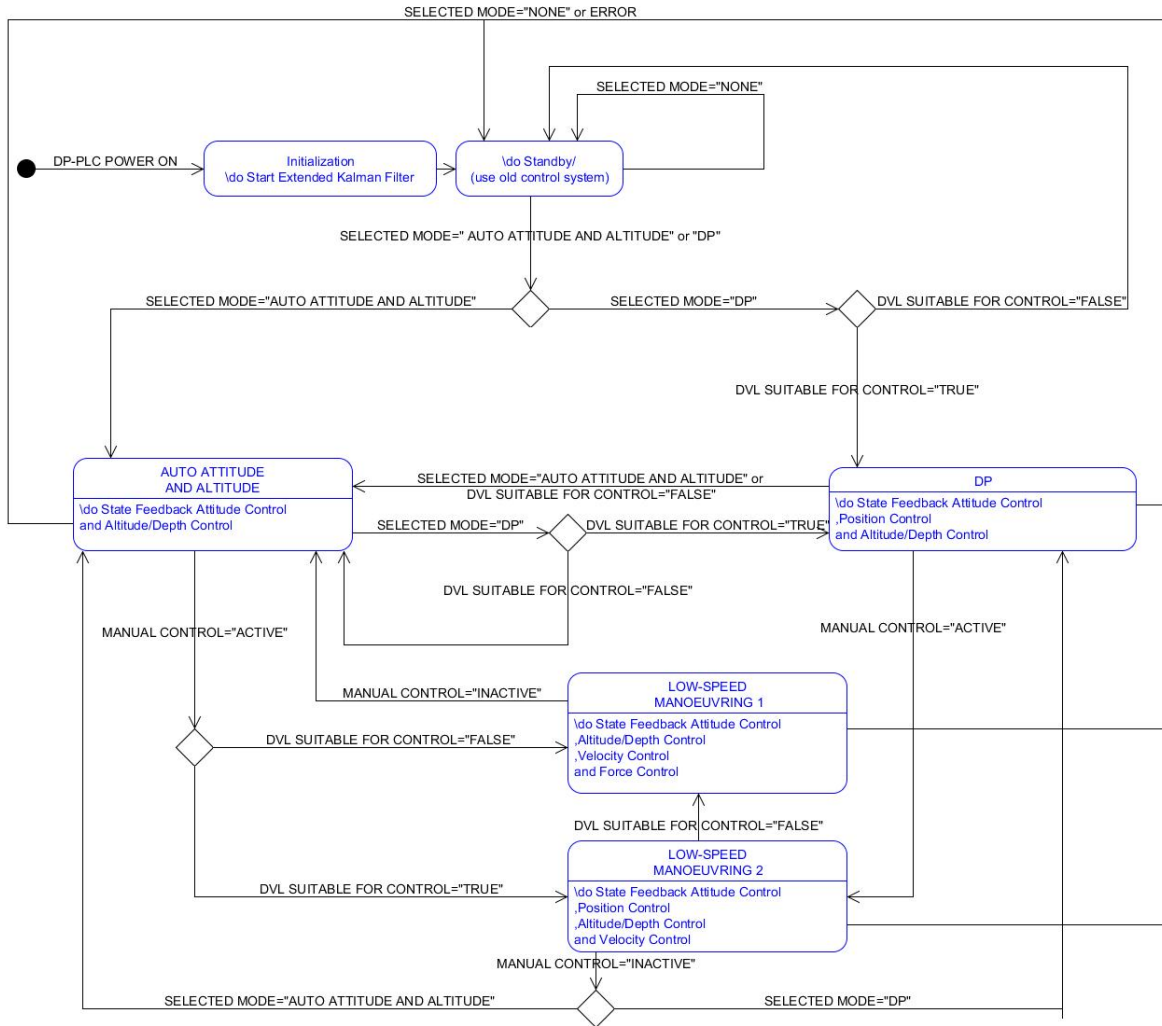 SELECTED MODE="NONE" or ERROR
SELECTED MODE="NONE"
DP-PLC POWER ON
Initialization
\do Start Extended Kalman Filter
\do Standby/
(use old control system)
SELECTED MODE=" AUTO ATTITUDE AND ALTITUDE" or "DP"
SELECTED MODE="AUTO ATTITUDE AND ALTITUDE"
SELECTED MODE="DP"
DVL SUITABLE FOR CONTROL="FALSE"
DVL SUITABLE FOR CONTROL="TRUE"
AUTO ATTITUDE
AND ALTITUDE
\do State Feedback Attitude Control
and Altitude/Depth Control
SELECTED MODE="AUTO ATTITUDE AND ALTITUDE" or
DVL SUITABLE FOR CONTROL="FALSE"
DP
\do State Feedback Attitude Control
,Position Control
and Altitude/Depth Control
SELECTED MODE="DP"
DVL SUITABLE FOR CONTROL="TRUE"
DVL SUITABLE FOR CONTROL="FALSE"
MANUAL CONTROL="ACTIVE"
MANUAL CONTROL="ACTIVE"
MANUAL CONTROL="INACTIVE"
LOW-SPEED
MANOEUVRING 1
\do State Feedback Attitude Control
,Altitude/Depth Control
,Velocity Control
and Force Control
DVL SUITABLE FOR CONTROL="FALSE"
DVL SUITABLE FOR CONTROL="FALSE"
LOW-SPEED
MANOEUVRING 2
\do State Feedback Attitude Control
,Position Control
,Altitude/Depth Control
and Velocity Control
DVL SUITABLE FOR CONTROL="TRUE"
MANUAL CONTROL="INACTIVE"
SELECTED MODE="AUTO ATTITUDE AND ALTITUDE"
SELECTED MODE="DP"